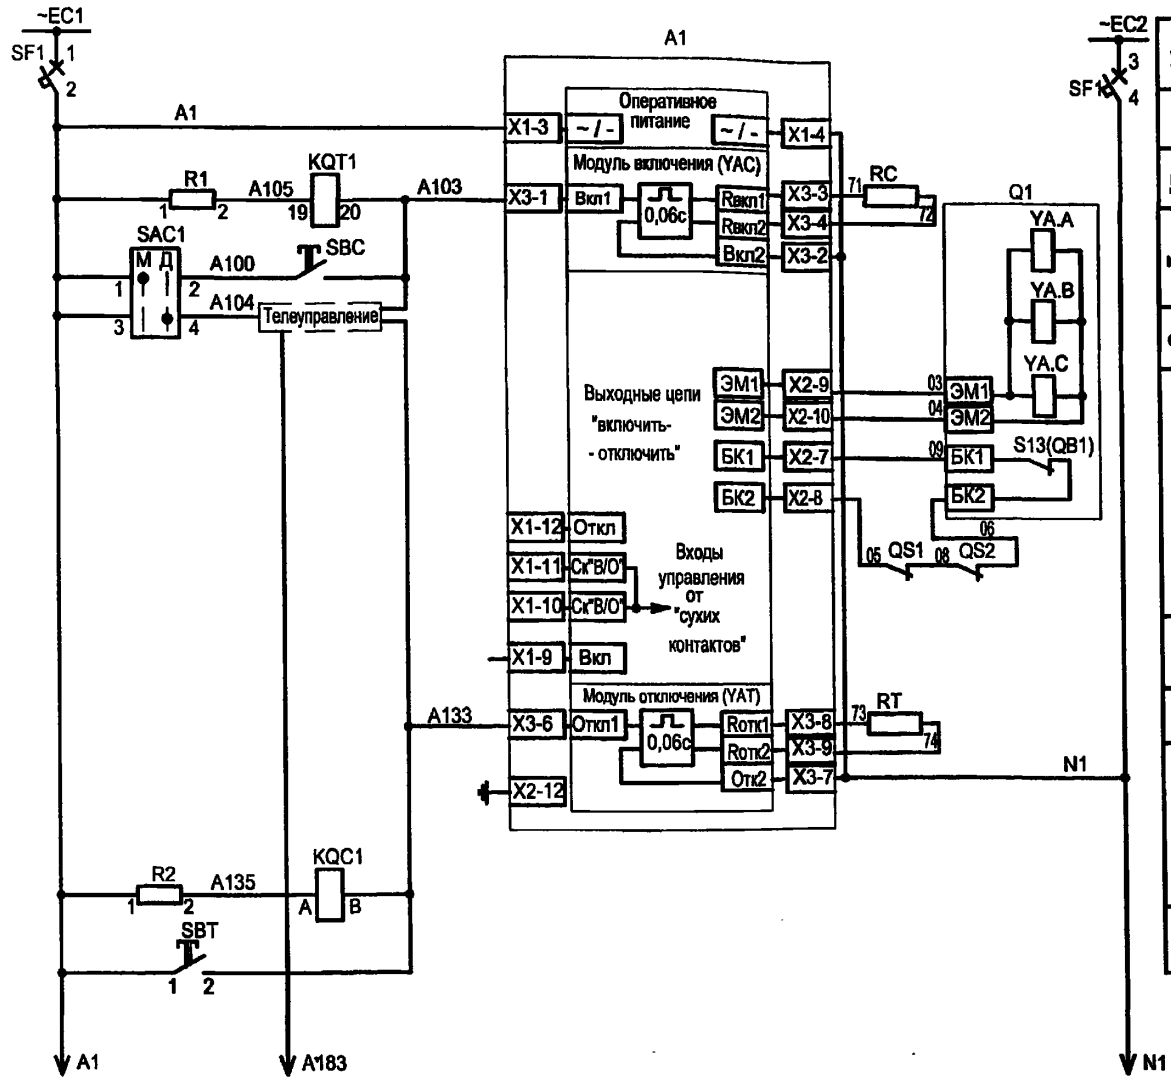 ~EC1
SF1
1
2
A1
~EC2
3
SF1
4
A1
Оперативное
питание
X1-3
~ / -
~ / -
X1-4
Модуль включения (YAC)
R1
A105
KQT1
A103
1
2
19
20
X3-1
Вкл1
0,06с
Rвкл1
X3-3
71
RC
Rвкл2
X3-4
72
Вкл2
X3-2
SAC1
М Д
SBC
A100
1
2
A104
3
4
Телеуправление
Q1
YA.A
YA.B
YA.C
ЭМ1
X2-9
03
ЭМ1
ЭМ2
X2-10
04
ЭМ2
Выходные цепи
"включить-
- отключить"
БК1
X2-7
09
БК1
S13(QB1)
БК2
X2-8
БК2
06
05
QS1
08
QS2
X1-12
Откл
X1-11
Ск"В/О"
X1-10
Ск"В/О"
X1-9
Вкл
Входы
управления
от
"сухих
контактов"
Модуль отключения (YAT)
A133
X3-6
Откл1
0,06с
Rотк1
X3-8
73
RT
Rотк2
X3-9
74
Отк2
X3-7
N1
X2-12
R2
A135
KQC1
1
2
A
B
SBT
1
2
A1
A183
N1